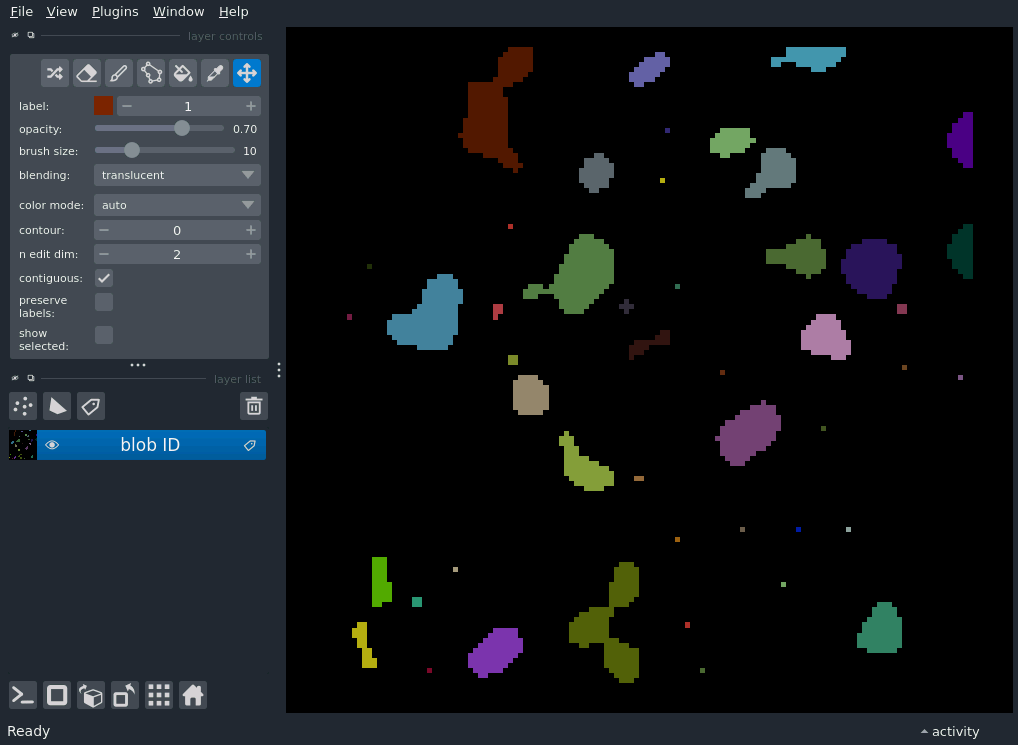 File View Plugins Window Help
layer controls
label: 1
opacity: 0.70
brush size: 10
blending: translucent
color mode: auto
contour: 0
n edit dim: 2
contiguous:
preserve
labels:
show
selected:
layer list
blob ID
Ready
activity